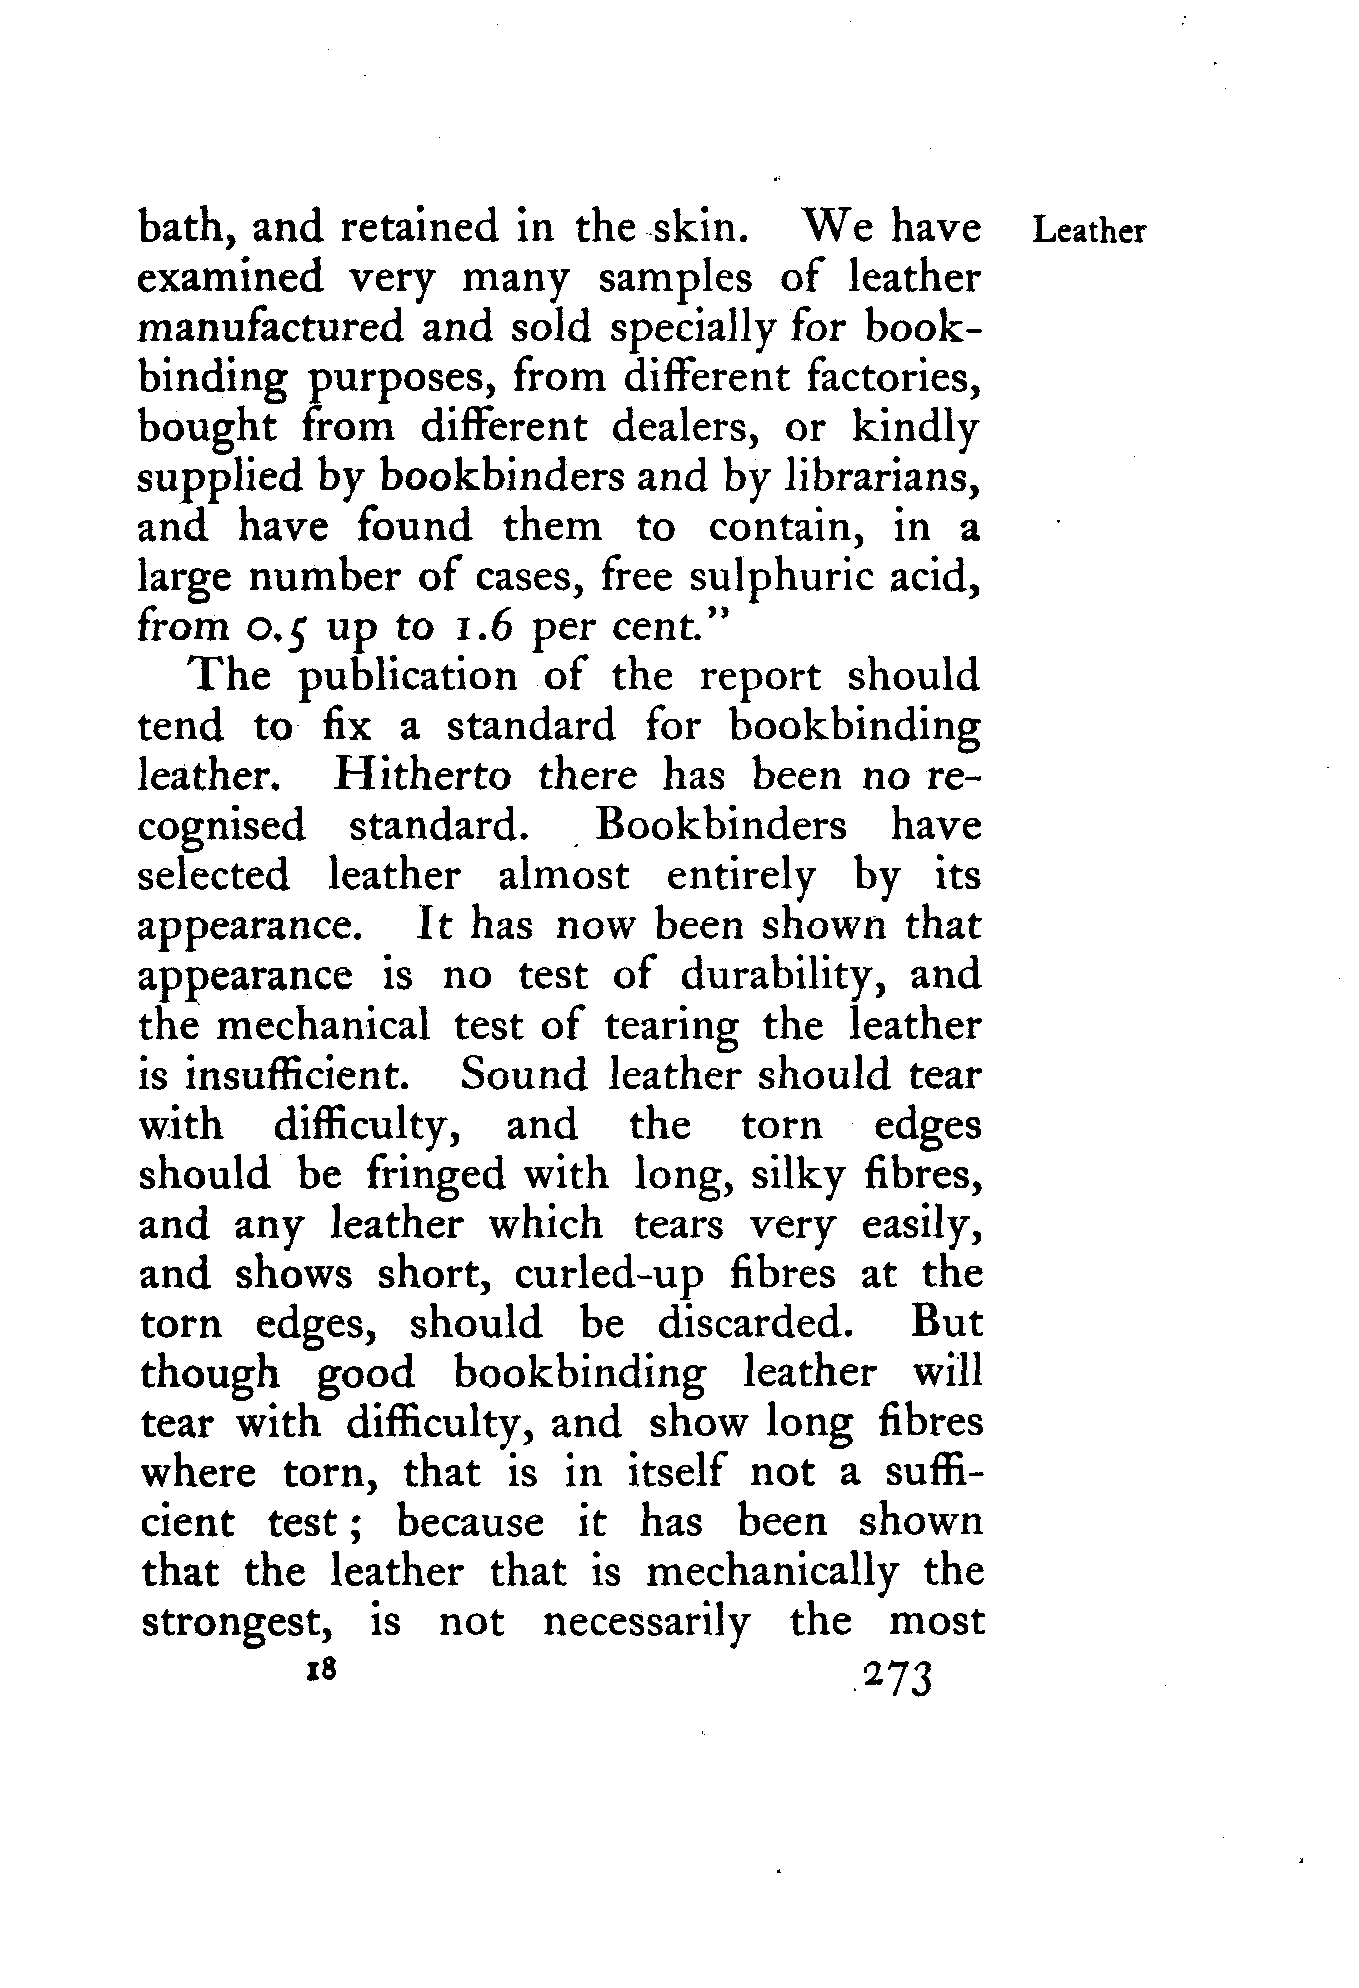 bath, and retained in the skin. We have Leather
examined very many samples of leather
manufactured and sold specially for book-
binding purposes, from different factories,
bought from different dealers, or kindly
supplied by bookbinders and by librarians,
and have found them to contain, in a
large number of cases, free sulphuric acid,
from 0.5 up to 1.6 per cent."
The publication of the report should
tend to fix a standard for bookbinding
leather. Hitherto there has been no re-
cognised standard. Bookbinders have
selected leather almost entirely by its
appearance. It has now been shown that
appearance is no test of durability, and
the mechanical test of tearing the leather
is insufficient. Sound leather should tear
with difficulty, and the torn edges
should be fringed with long, silky fibres,
and any leather which tears very easily,
and shows short, curled-up fibres at the
torn edges, should be discarded. But
though good bookbinding leather will
tear with difficulty, and show long fibres
where torn, that is in itself not a suffi-
cient test; because it has been shown
that the leather that is mechanically the
strongest, is not necessarily the most
18 273